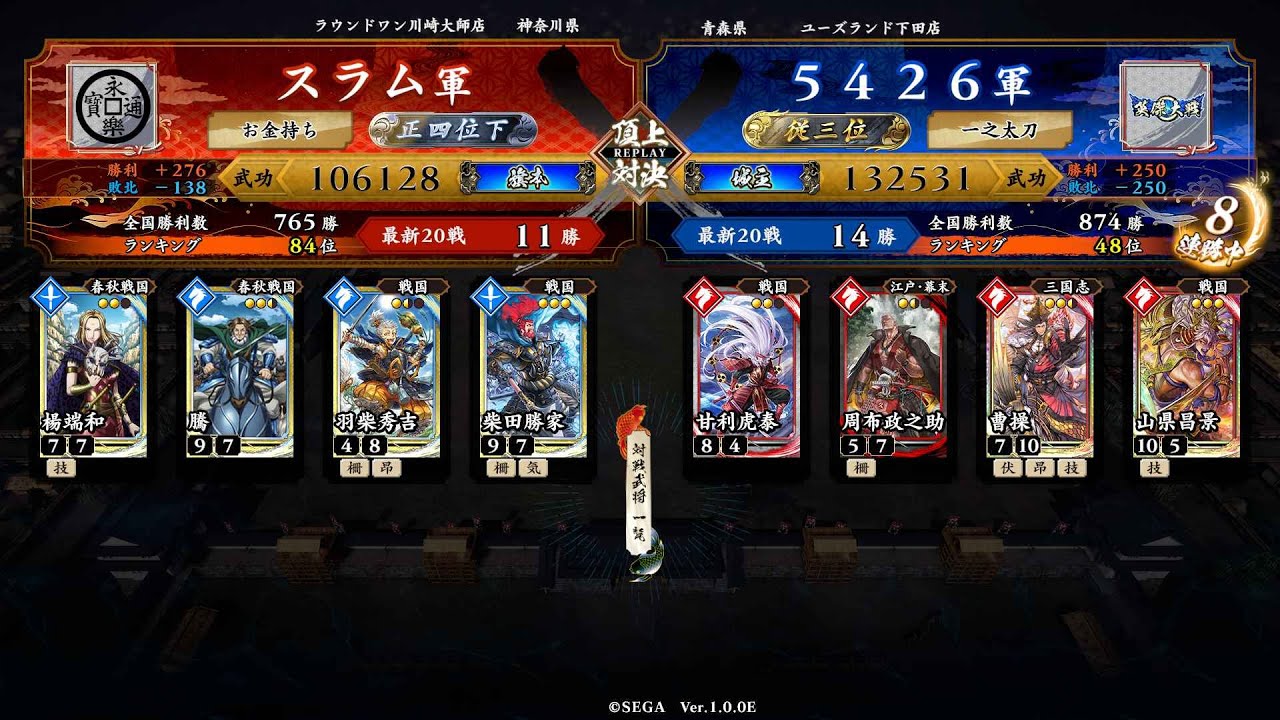 ラウンドワン川崎大師店 神奈川県
青森県 ユーズランド下田店
永樂通寶
スラム軍
お金持ち 正四位下
勝利 +276
敗北 -138
武功 106128 旗本
全国勝利数 765勝
ランキング 84位
最新20戦 11勝
頂上
REPLAY
対決
5426軍
従三位 一之太刀
英傑大戦
城主 132531 武功
勝利 +250
敗北 -250
最新20戦 14勝
全国勝利数 874勝
ランキング 48位
8
連勝中
春秋戦国
楊端和
7 7
技
春秋戦国
騰
9 7
戦国
羽柴秀吉
4 8
柵 昂
戦国
柴田勝家
9 7
柵 気
対戦武将一覧
戦国
甘利虎泰
8 4
江戸・幕末
周布政之助
5 7
柵
三国志
曹操
7 10
伏 昂 技
戦国
山県昌景
10 5
技
©SEGA Ver.1.0.0E